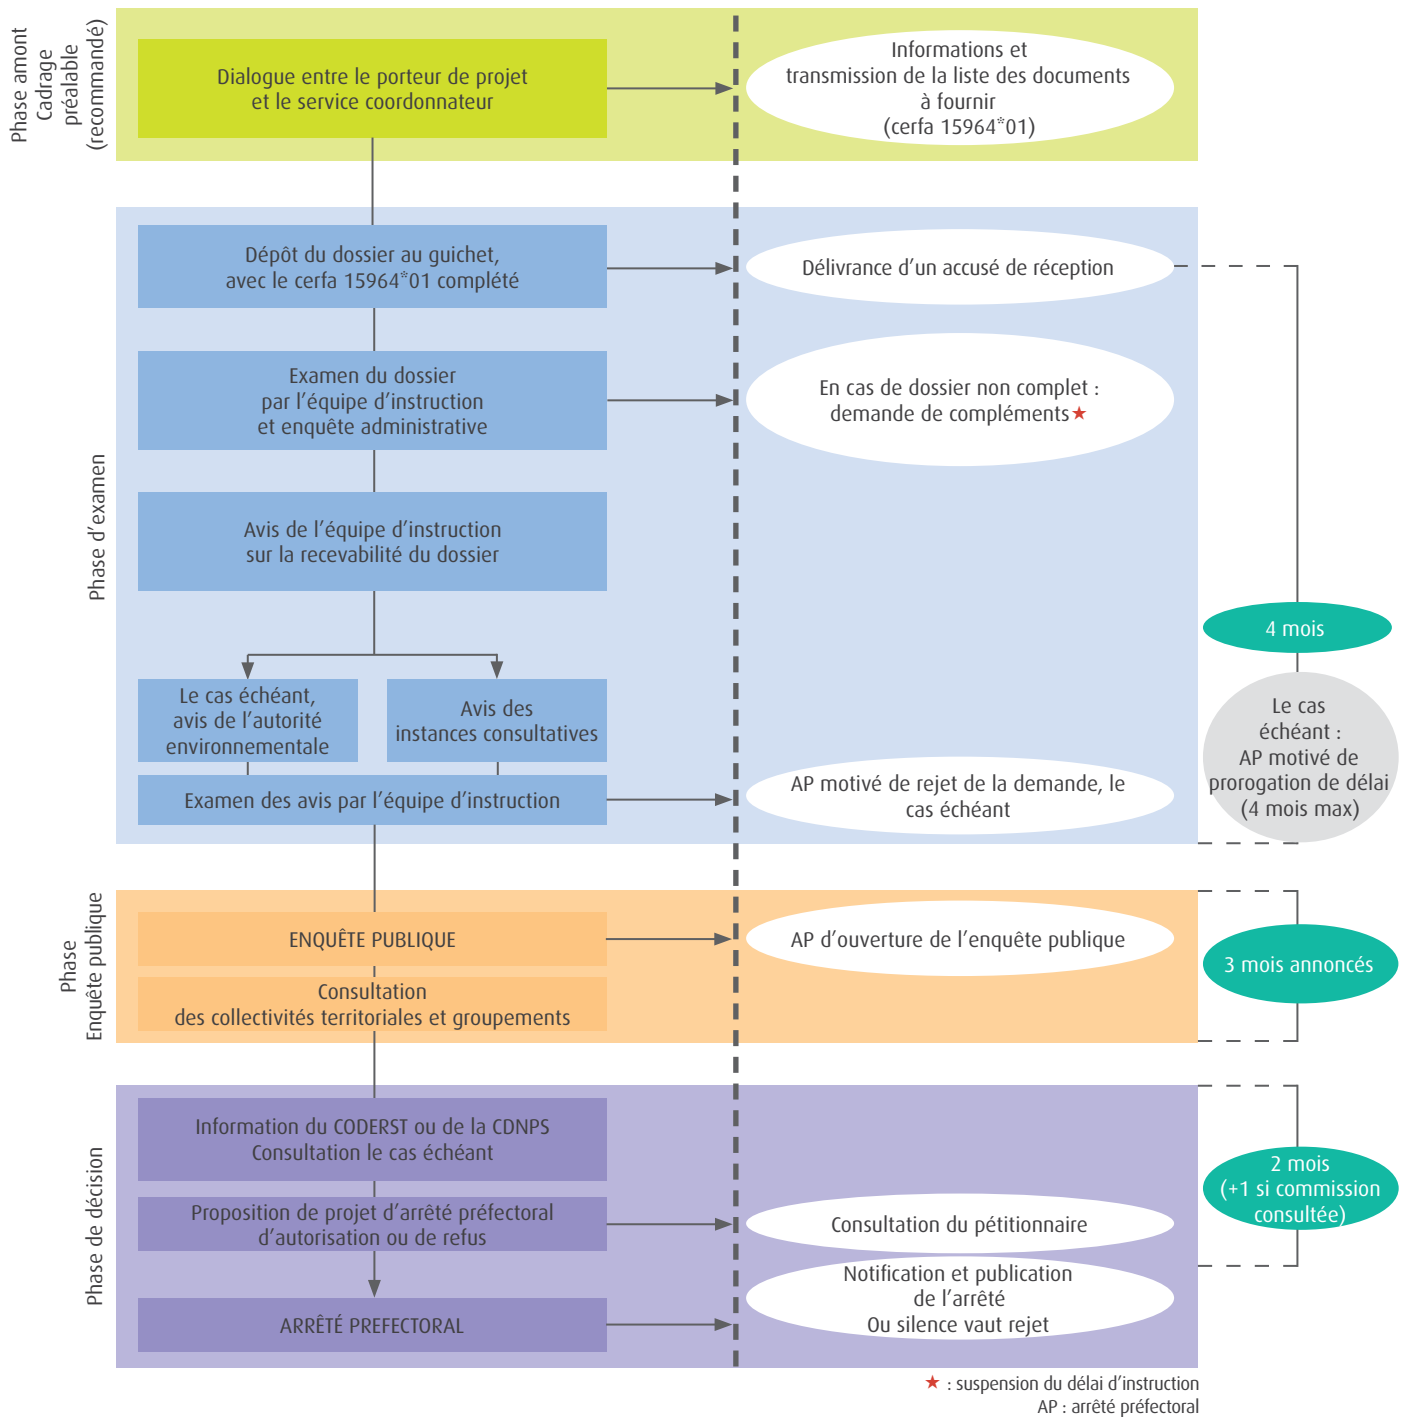 Phase amont
Cadrage
préalable
(recommandé)
Dialogue entre le porteur de projet
et le service coordonnateur
Informations et
transmission de la liste des documents
à fournir
(cerfa 15964*01)
Phase d’examen
Dépôt du dossier au guichet,
avec le cerfa 15964*01 complété
Délivrance d’un accusé de réception
Examen du dossier
par l’équipe d’instruction
et enquête administrative
En cas de dossier non complet :
demande de compléments★
Avis de l’équipe d’instruction
sur la recevabilité du dossier
4 mois
Le cas échéant,
avis de l’autorité
environnementale
Avis des
instances consultatives
Le cas
échéant :
AP motivé de
prorogation de délai
(4 mois max)
Examen des avis par l’équipe d’instruction
AP motivé de rejet de la demande, le
cas échéant
Phase
Enquête publique
ENQUÊTE PUBLIQUE
AP d’ouverture de l’enquête publique
3 mois annoncés
Consultation
des collectivités territoriales et groupements
Phase de décision
Information du CODERST ou de la CDNPS
Consultation le cas échéant
2 mois
(+1 si commission
consultée)
Proposition de projet d’arrêté préfectoral
d’autorisation ou de refus
Consultation du pétitionnaire
ARRÊTÉ PREFECTORAL
Notification et publication
de l’arrêté
Ou silence vaut rejet
★ : suspension du délai d’instruction
AP : arrêté préfectoral